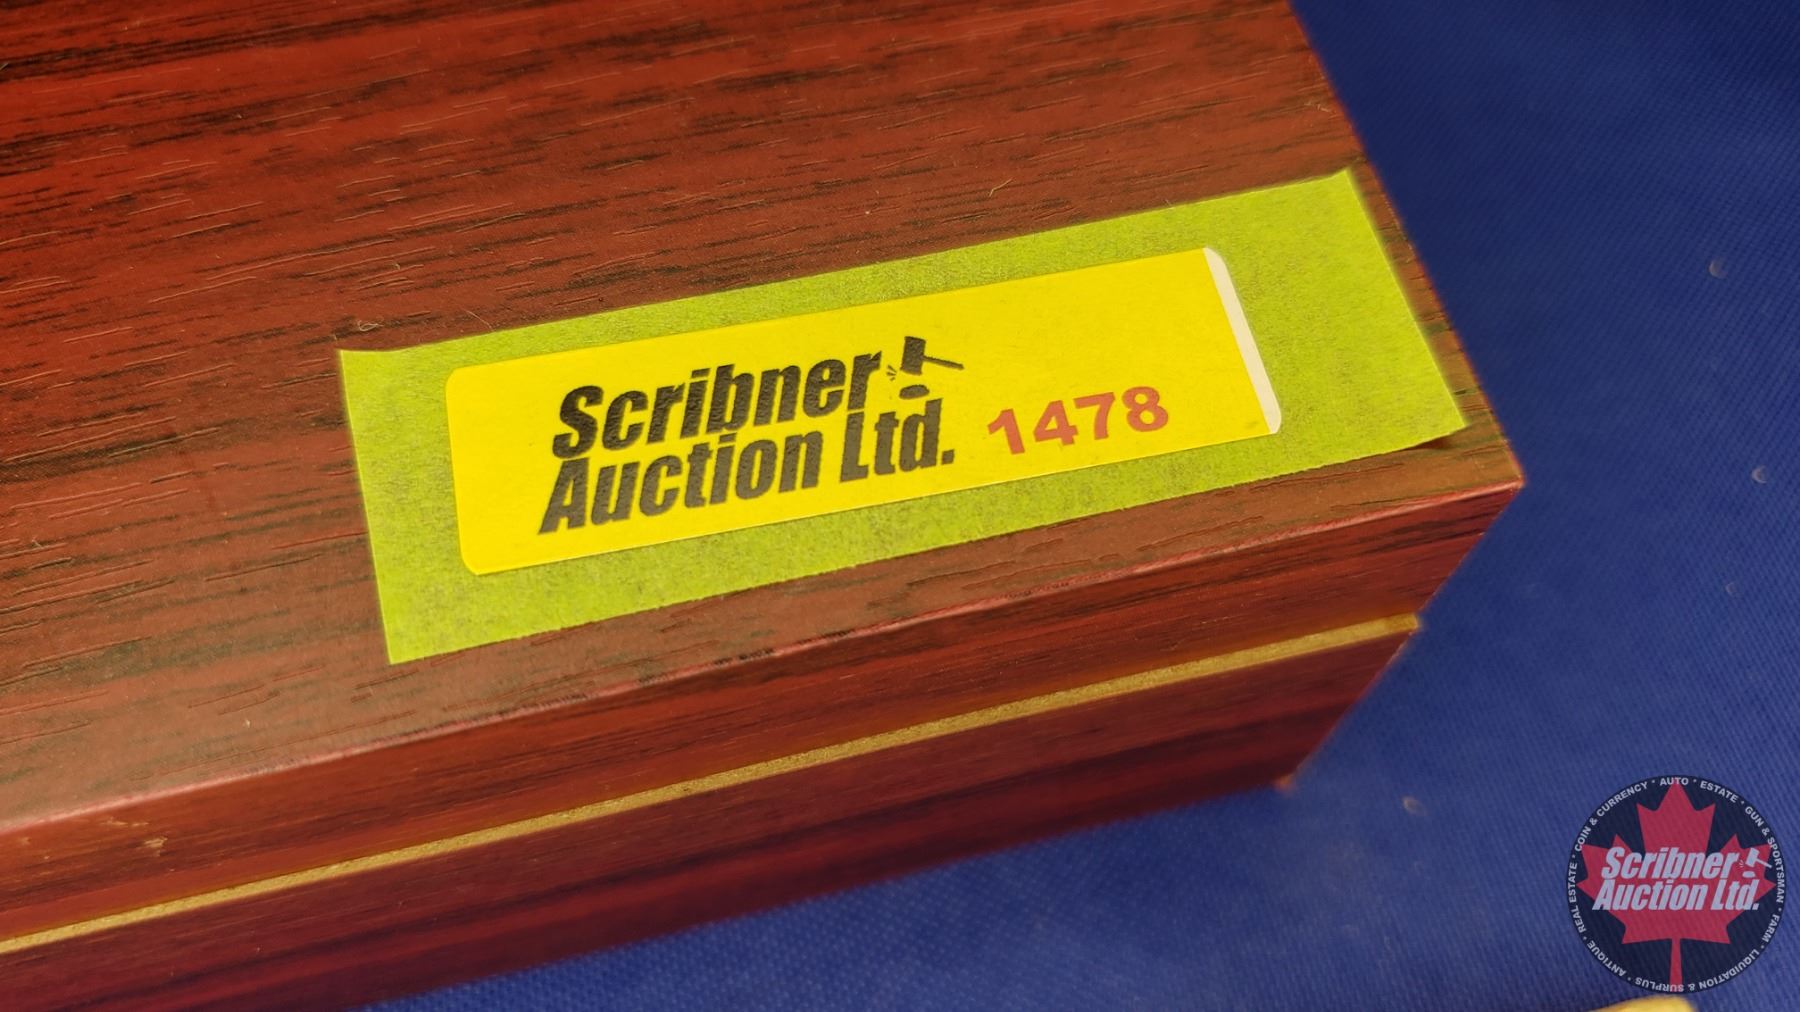 Scribner
Auction Ltd. 1478
REAL ESTATE * COIN & CURRENCY * AUTO * ESTATE * GUN & SPORTSMAN * FARM * LIQUIDATION & SURPLUS * ANTIQUE *
Scribner
Auction Ltd.